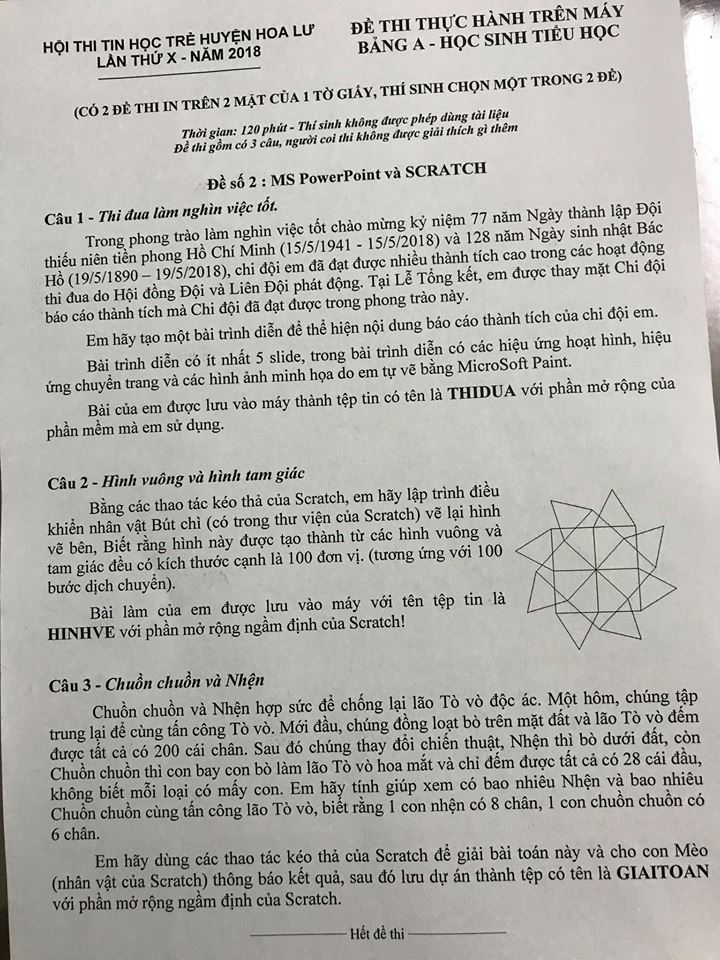 HỘI THI TIN HỌC TRẺ HUYỆN HOA LƯ
LẦN THỨ X - NĂM 2018
ĐỀ THI THỰC HÀNH TRÊN MÁY
BẢNG A - HỌC SINH TIỂU HỌC
(CÓ 2 ĐỀ THI IN TRÊN 2 MẶT CỦA 1 TỜ GIẤY, THÍ SINH CHỌN MỘT TRONG 2 ĐỀ)
Thời gian: 120 phút - Thí sinh không được phép dùng tài liệu
Đề thi gồm có 3 câu, người coi thi không được giải thích gì thêm
Đề số 2 : MS PowerPoint và SCRATCH
Câu 1 - Thi đua làm nghìn việc tốt.
Trong phong trào làm nghìn việc tốt chào mừng kỷ niệm 77 năm Ngày thành lập Đội
thiếu niên tiền phong Hồ Chí Minh (15/5/1941 - 15/5/2018) và 128 năm Ngày sinh nhật Bác
Hồ (19/5/1890 – 19/5/2018), chi đội em đã đạt được nhiều thành tích cao trong các hoạt động
thi đua do Hội đồng Đội và Liên Đội phát động. Tại Lễ Tổng kết, em được thay mặt Chi đội
báo cáo thành tích mà Chi đội đã đạt được trong phong trào này.
Em hãy tạo một bài trình diễn để thể hiện nội dung báo cáo thành tích của chi đội em.
Bài trình diễn có ít nhất 5 slide, trong bài trình diễn có các hiệu ứng hoạt hình, hiệu
ứng chuyển trang và các hình ảnh minh họa do em tự vẽ bằng MicroSoft Paint.
Bài của em được lưu vào máy thành tệp tin có tên là THIDUA với phần mở rộng của
phần mềm mà em sử dụng.
Câu 2 - Hình vuông và hình tam giác
Bằng các thao tác kéo thả của Scratch, em hãy lập trình điều
khiển nhân vật Bút chì (có trong thư viện của Scratch) vẽ lại hình
vẽ bên, Biết rằng hình này được tạo thành từ các hình vuông và
tam giác đều có kích thước cạnh là 100 đơn vị. (tương ứng với 100
bước dịch chuyển).
Bài làm của em được lưu vào máy với tên tệp tin là
HINHVE với phần mở rộng ngầm định của Scratch!
Câu 3 - Chuồn chuồn và Nhện
Chuồn chuồn và Nhện hợp sức để chống lại lão Tò vò độc ác. Một hôm, chúng tập
trung lại để cùng tấn công Tò vò. Mới đầu, chúng đồng loạt bò trên mặt đất và lão Tò vò đếm
được tất cả có 200 cái chân. Sau đó chúng thay đổi chiến thuật, Nhện thì bò dưới đất, còn
Chuồn chuồn thì con bay con bò làm lão Tò vò hoa mắt và chỉ đếm được tất cả có 28 cái đầu,
không biết mỗi loại có mấy con. Em hãy tính giúp xem có bao nhiêu Nhện và bao nhiêu
Chuồn chuồn cùng tấn công lão Tò vò, biết rằng 1 con nhện có 8 chân, 1 con chuồn chuồn có
6 chân.
Em hãy dùng các thao tác kéo thả của Scratch để giải bài toán này và cho con Mèo
(nhân vật của Scratch) thông báo kết quả, sau đó lưu dự án thành tệp có tên là GIAITOAN
với phần mở rộng ngầm định của Scratch.
Hết đề thi